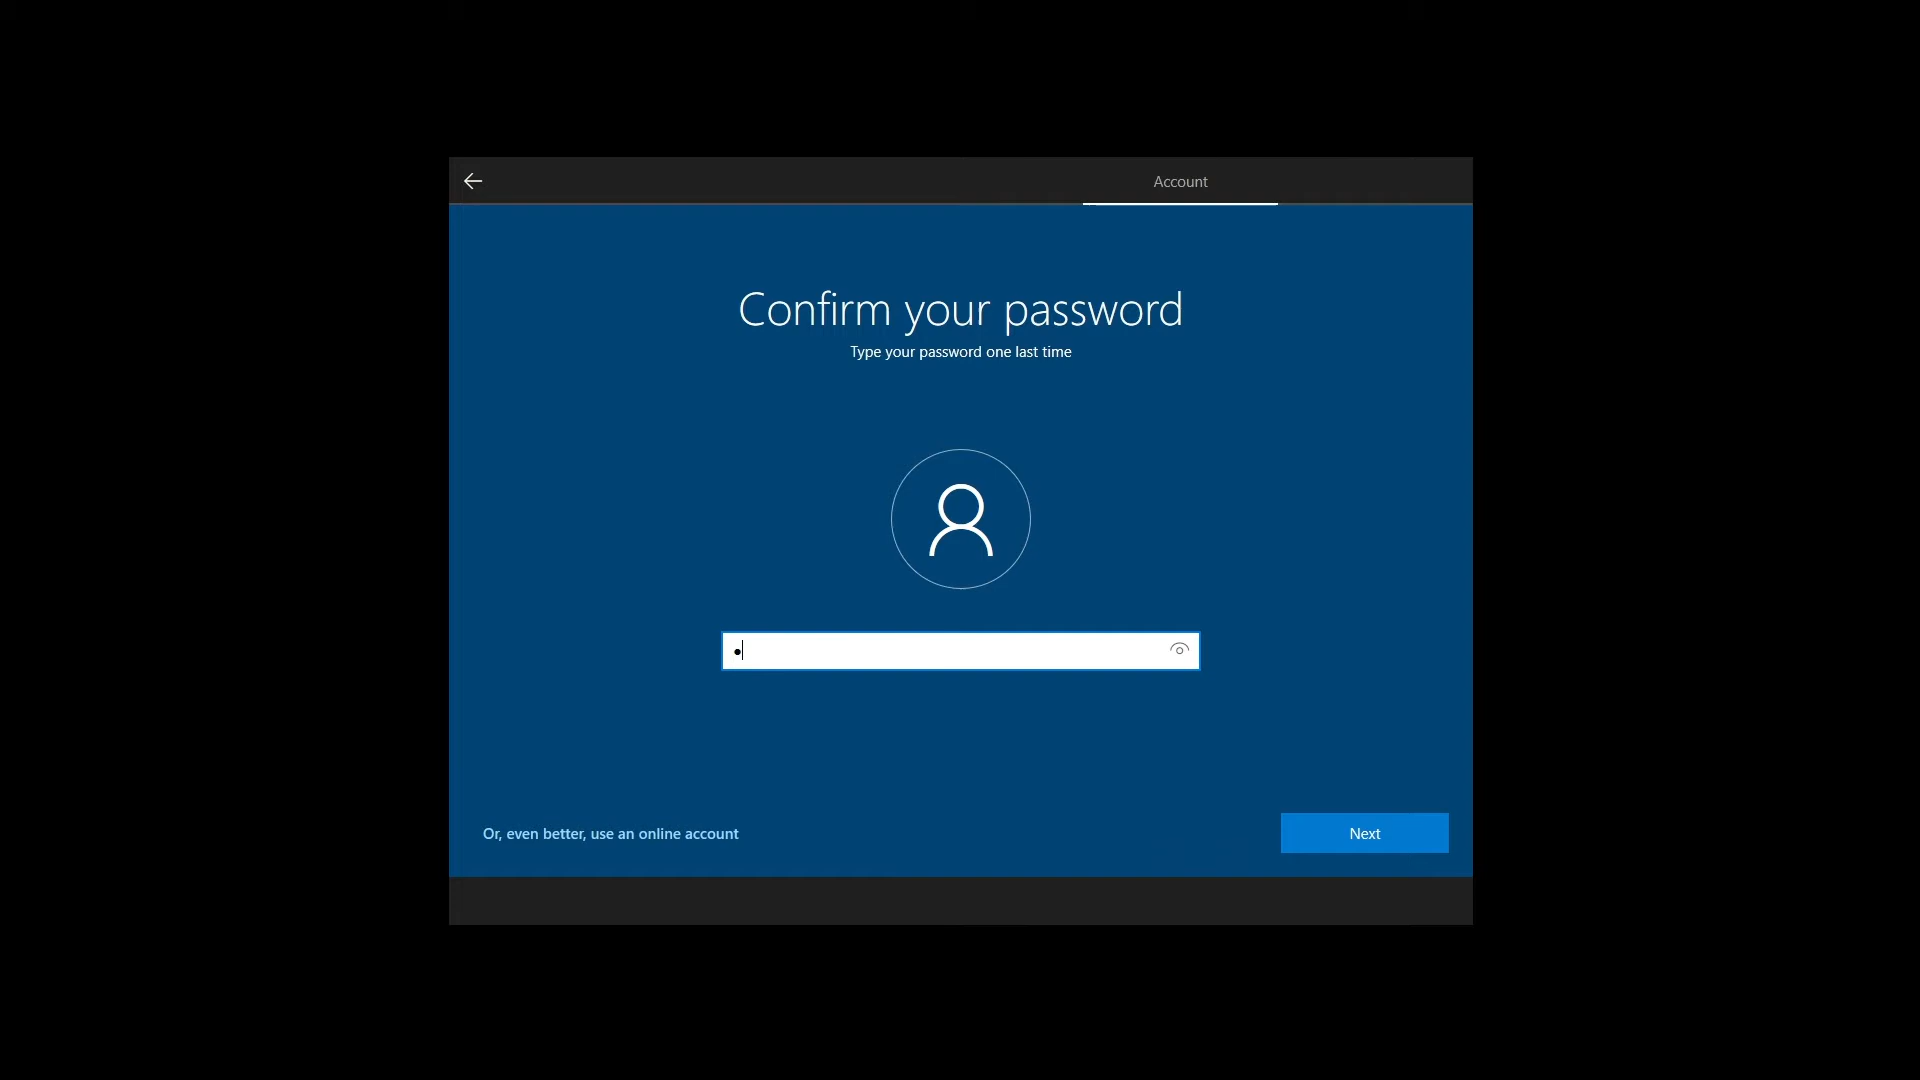 Account
Confirm your password
Type your password one last time
Or, even better, use an online account
Next